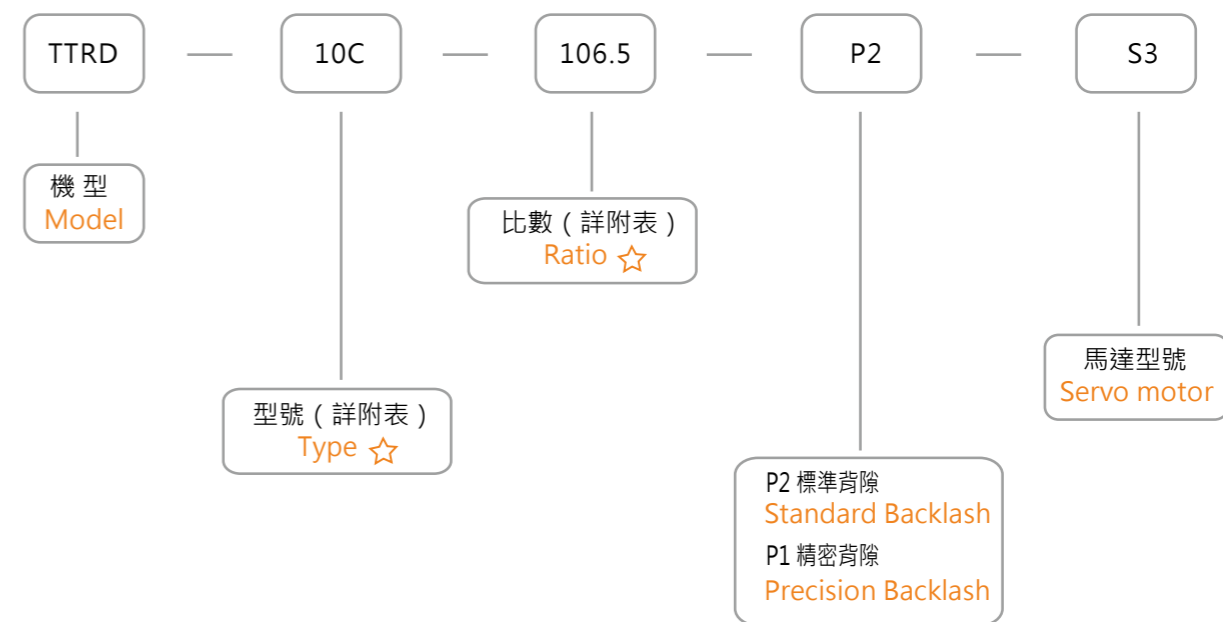 TTRD — 10C — 106.5 — P2 — S3
機 型
Model
比數 ( 詳附表 )
Ratio ☆
馬達型號
Servo motor
型號 ( 詳附表 )
Type ☆
P2 標準背隙
Standard Backlash
P1 精密背隙
Precision Backlash